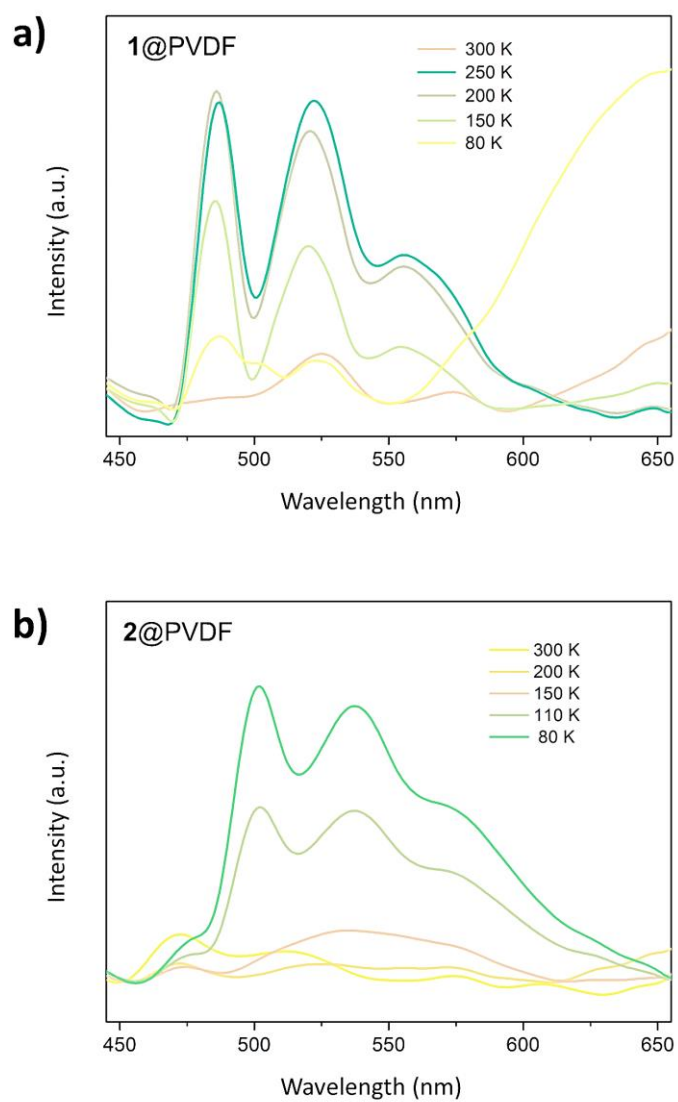 a)
1@PVDF
300 K
250 K
200 K
150 K
80 K
Intensity (a.u.)
450 500 550 600 650
Wavelength (nm)
b)
2@PVDF
300 K
200 K
150 K
110 K
80 K
Intensity (a.u.)
450 500 550 600 650
Wavelength (nm)